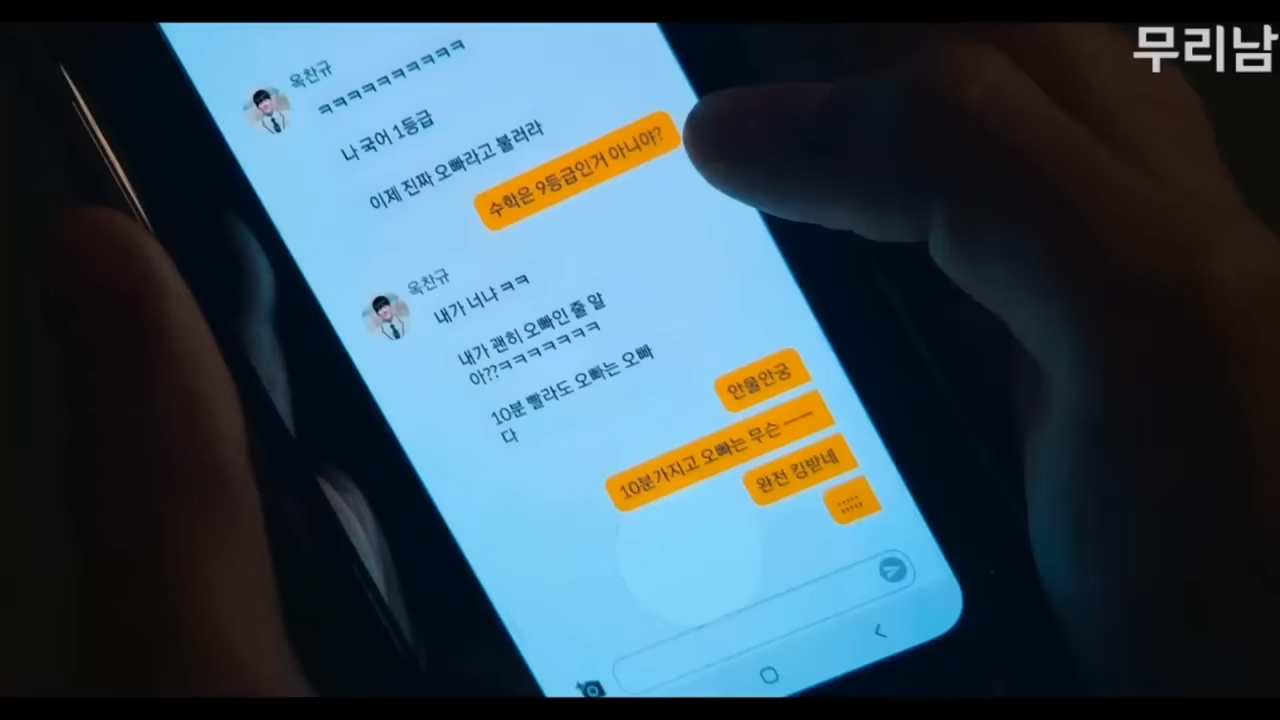 무리남
옥찬규
ㅋㅋㅋㅋㅋㅋㅋㅋㅋㅋ
나 국어 1등급
이제 진짜 오빠라고 불러라
수학은 9등급인거 아니야?
옥찬규
내가 너냐 ㅋㅋ
내가 괜히 오빠인 줄 알
아??ㅋㅋㅋㅋㅋㅋㅋ
10분 빨라도 오빠는 오빠
다
안물안궁
10분가지고 오빠는 무슨 ㅡㅡ
완전 킹받네
;;;;;